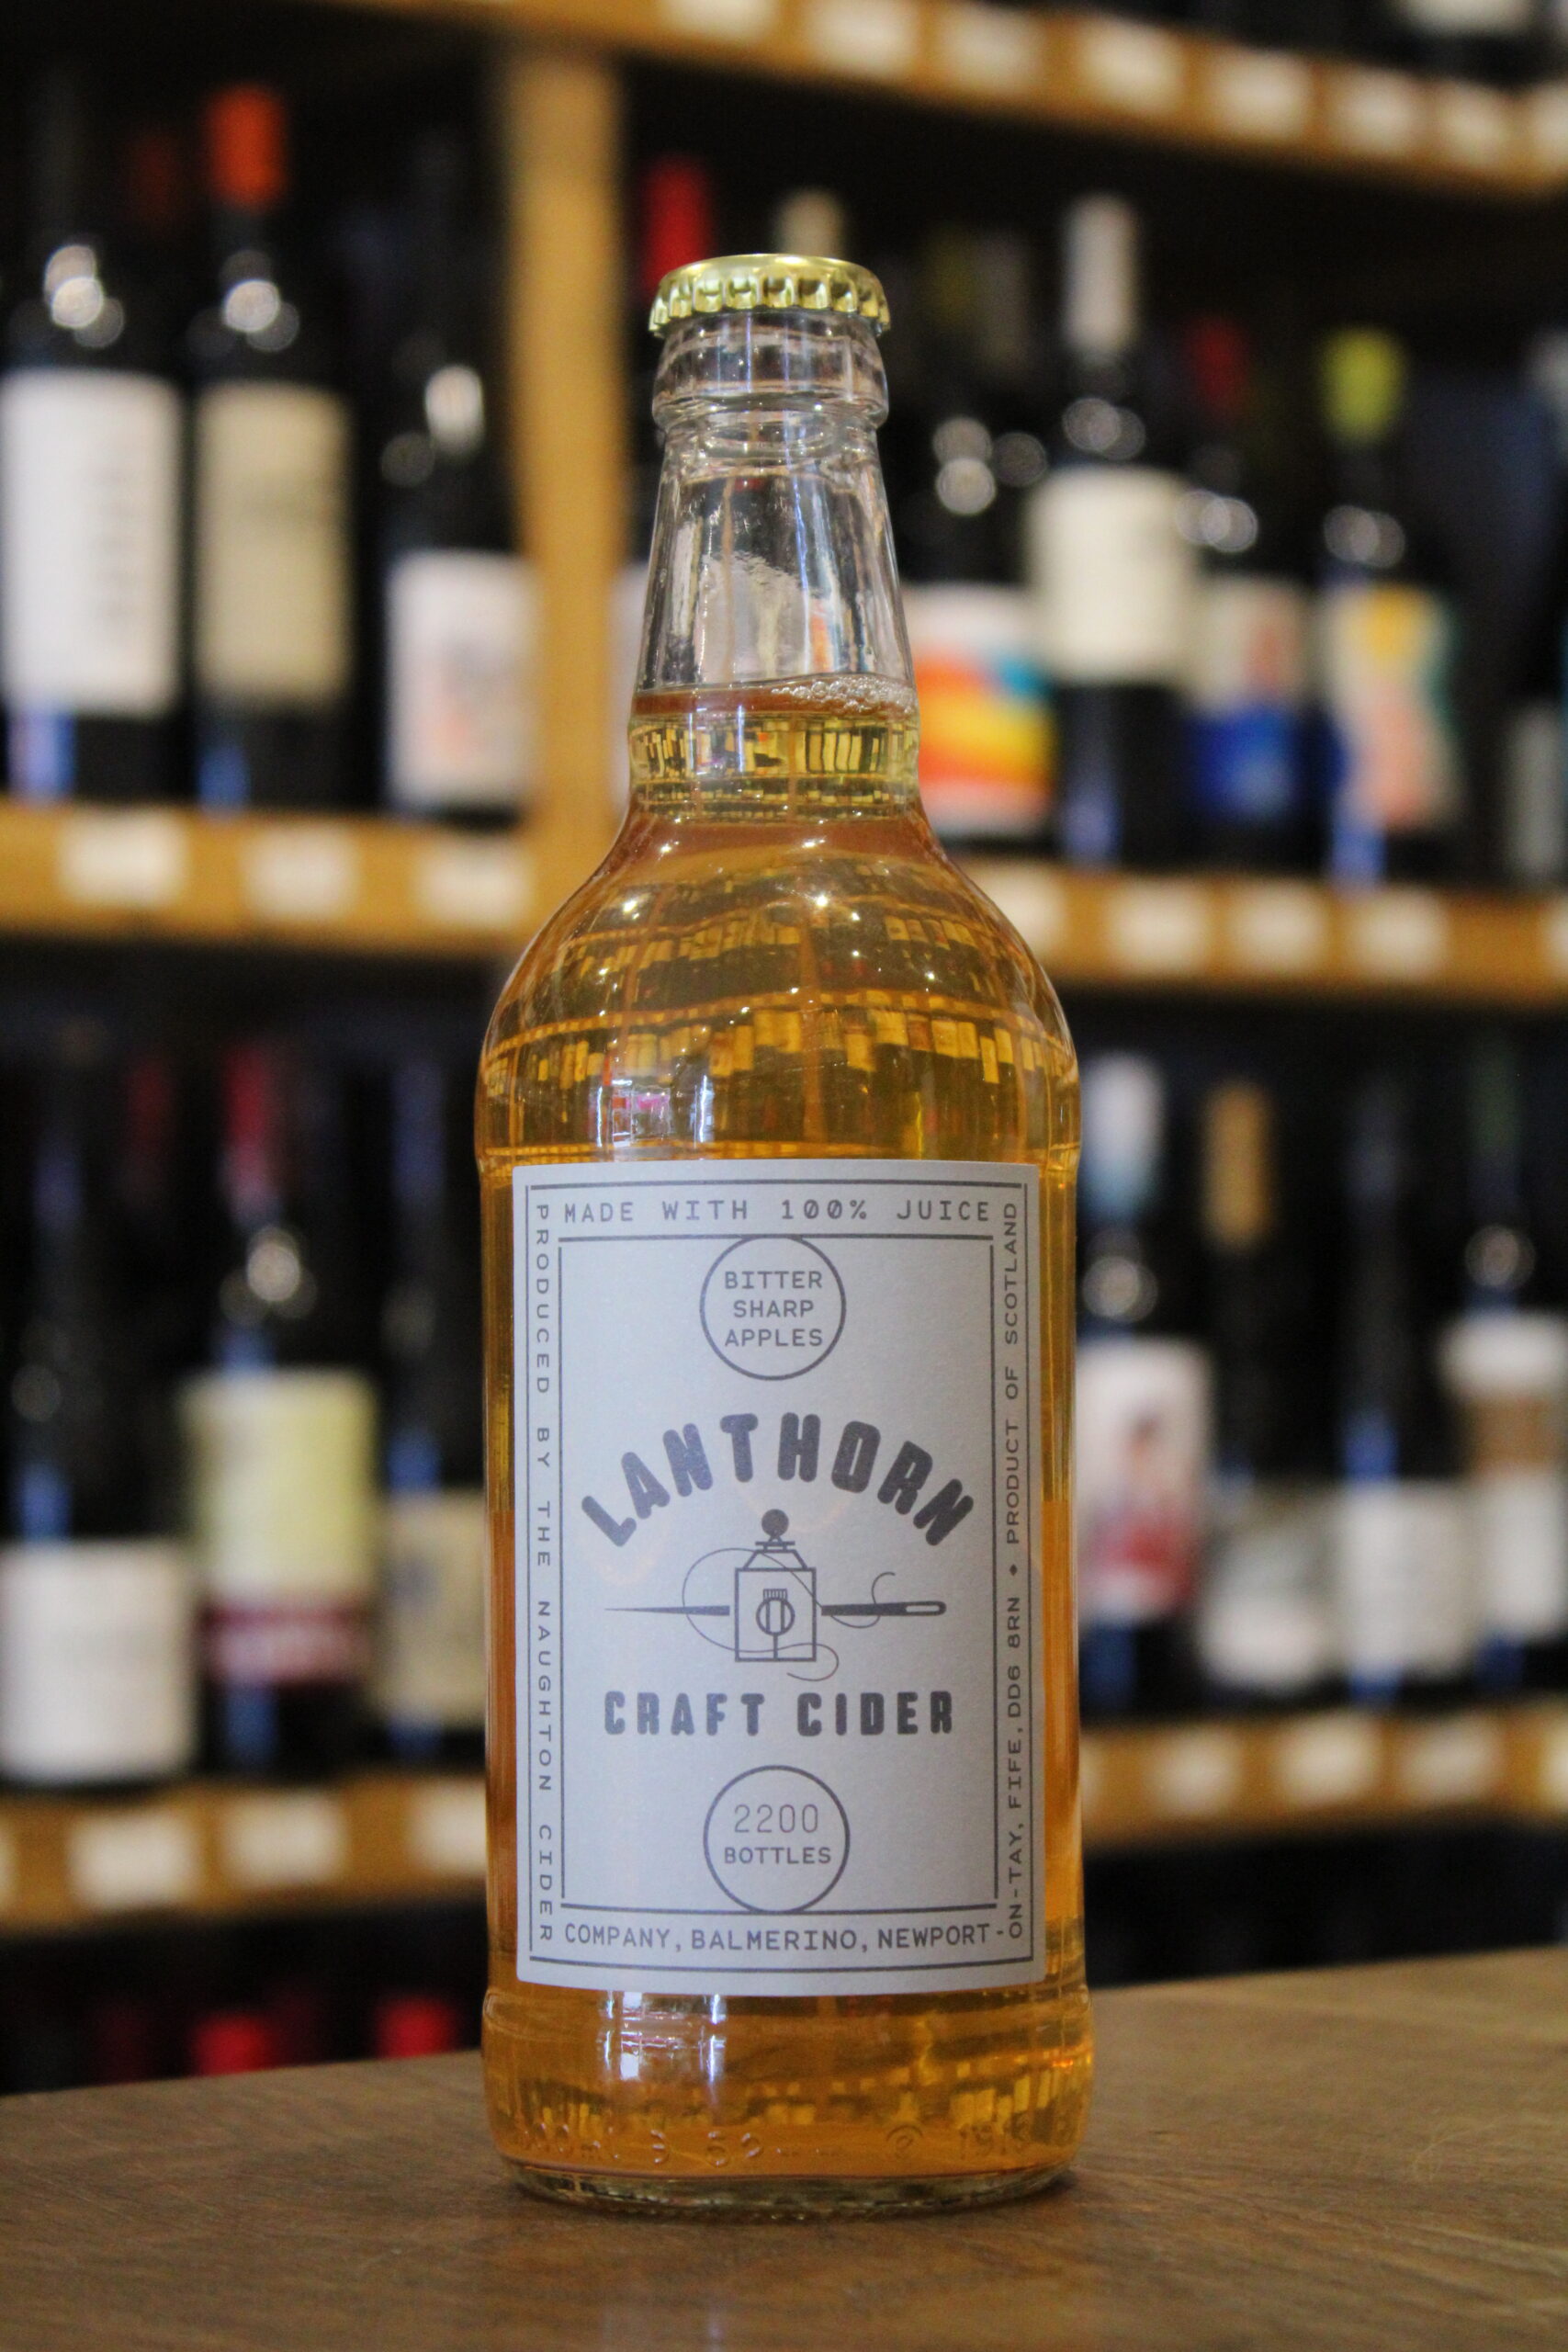 MADE WITH 100% JUICE
BITTER
SHARP
APPLES
LANTHORN
CRAFT CIDER
2200
BOTTLES
PRODUCED BY THE NAUGHTON CIDER
COMPANY, BALMERINO, NEWPORT-
ON-TAY, FIFE, DD6 8RN ♦ PRODUCT OF SCOTLAND